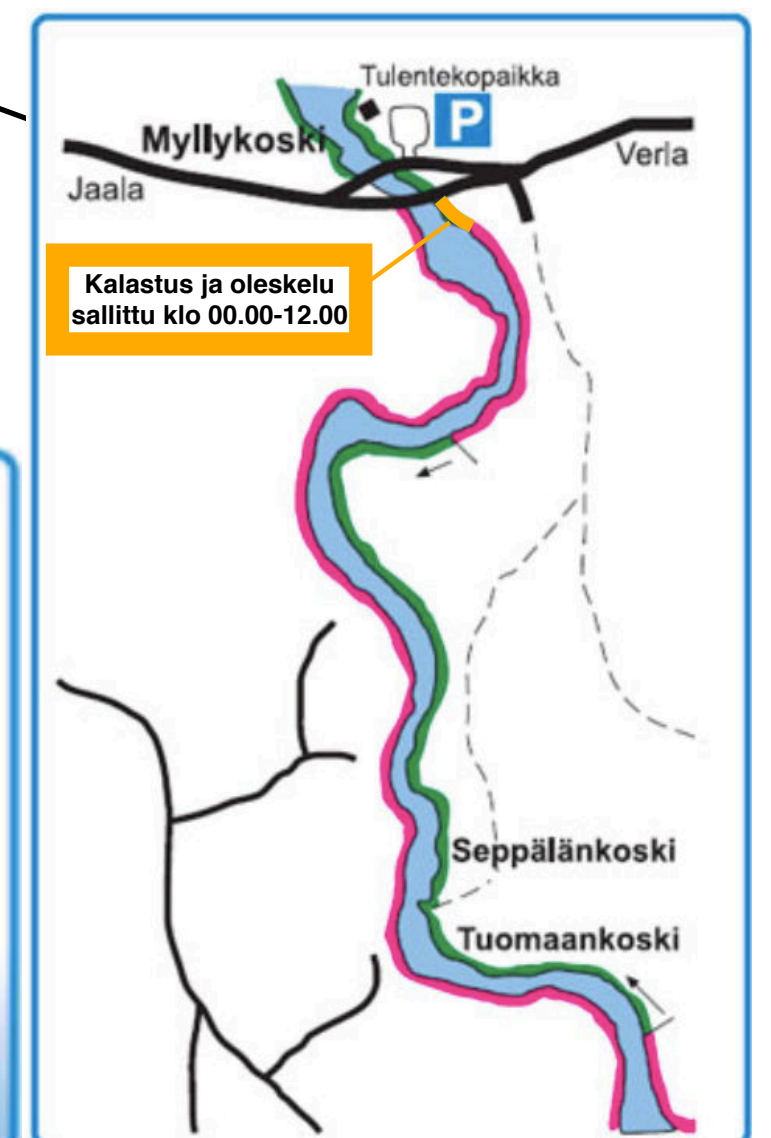 Tulentekopaikka
P
Myllykoski
Verla
Jaala
Kalastus ja oleskelu
sallittu klo 00.00-12.00
Seppälänkoski
Tuomaankoski